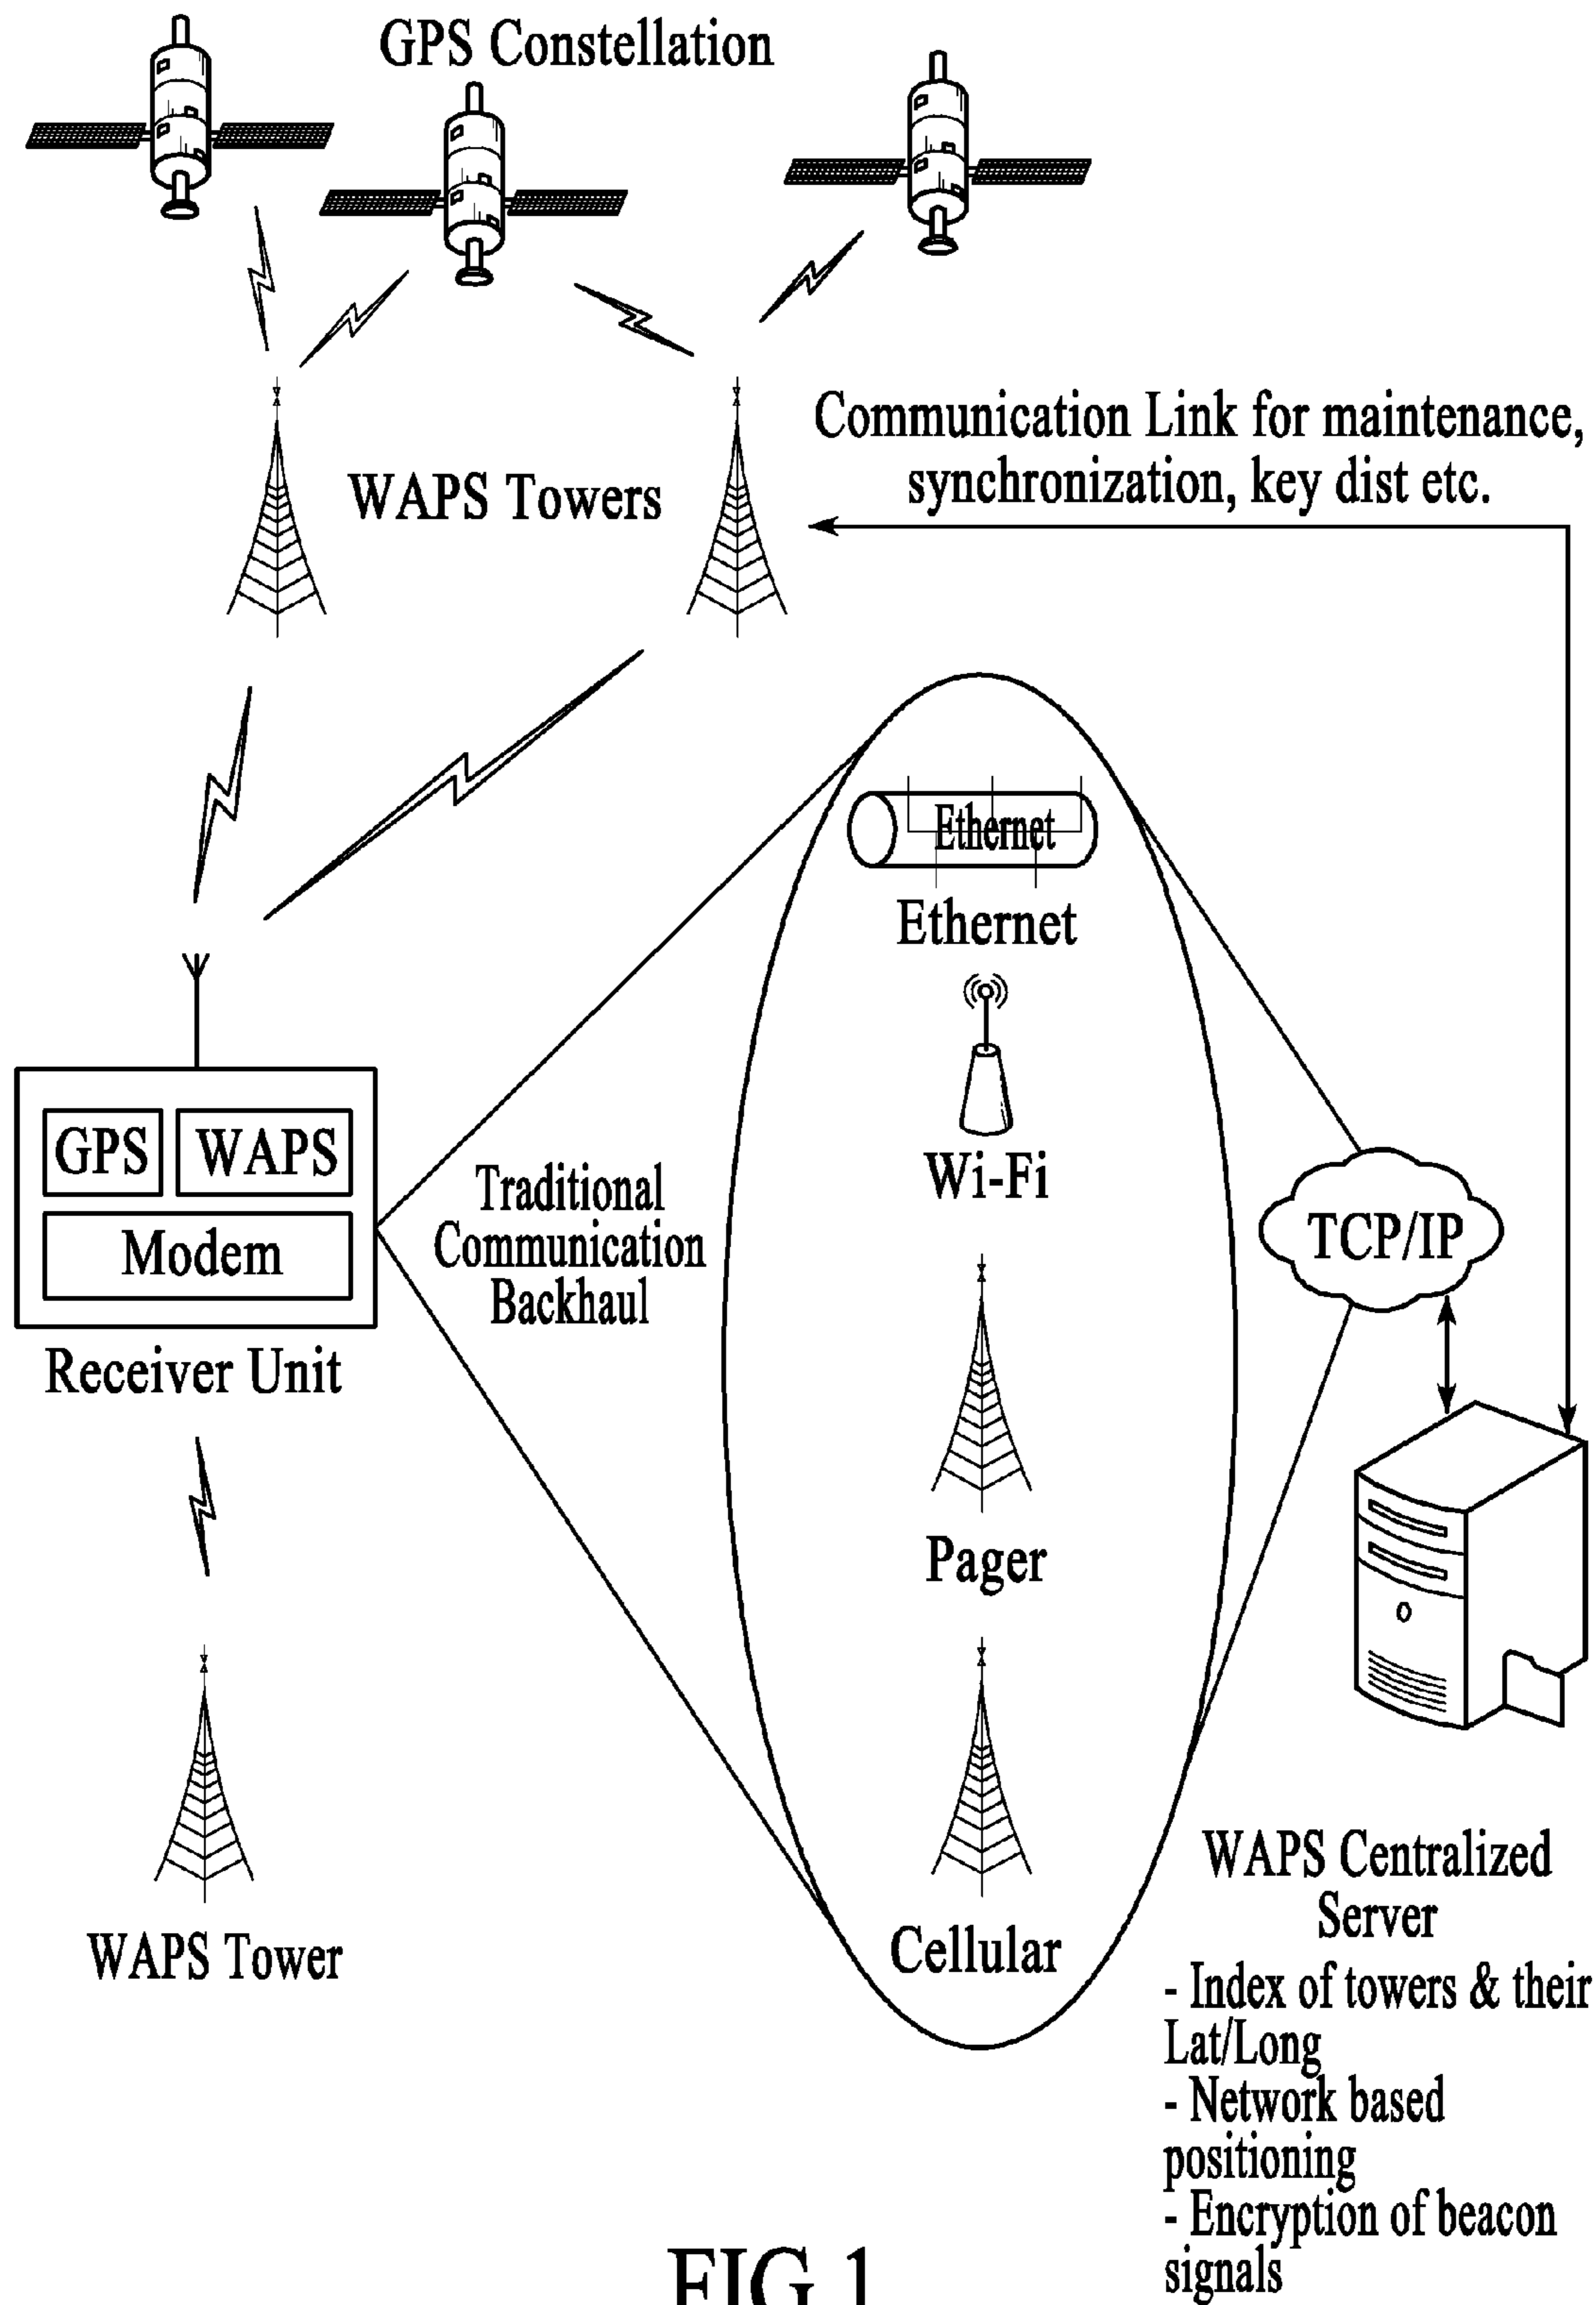 GPS Constellation
Communication Link for maintenance,
synchronization, key dist etc.
WAPS Towers
Ethernet
Ethernet
Wi-Fi
GPS
WAPS
Modem
Receiver Unit
Traditional
Communication
Backhaul
TCP/IP
Pager
Cellular
WAPS Tower
WAPS Centralized
Server
- Index of towers & their
Lat/Long
- Network based
positioning
- Encryption of beacon
signals
FIG.1